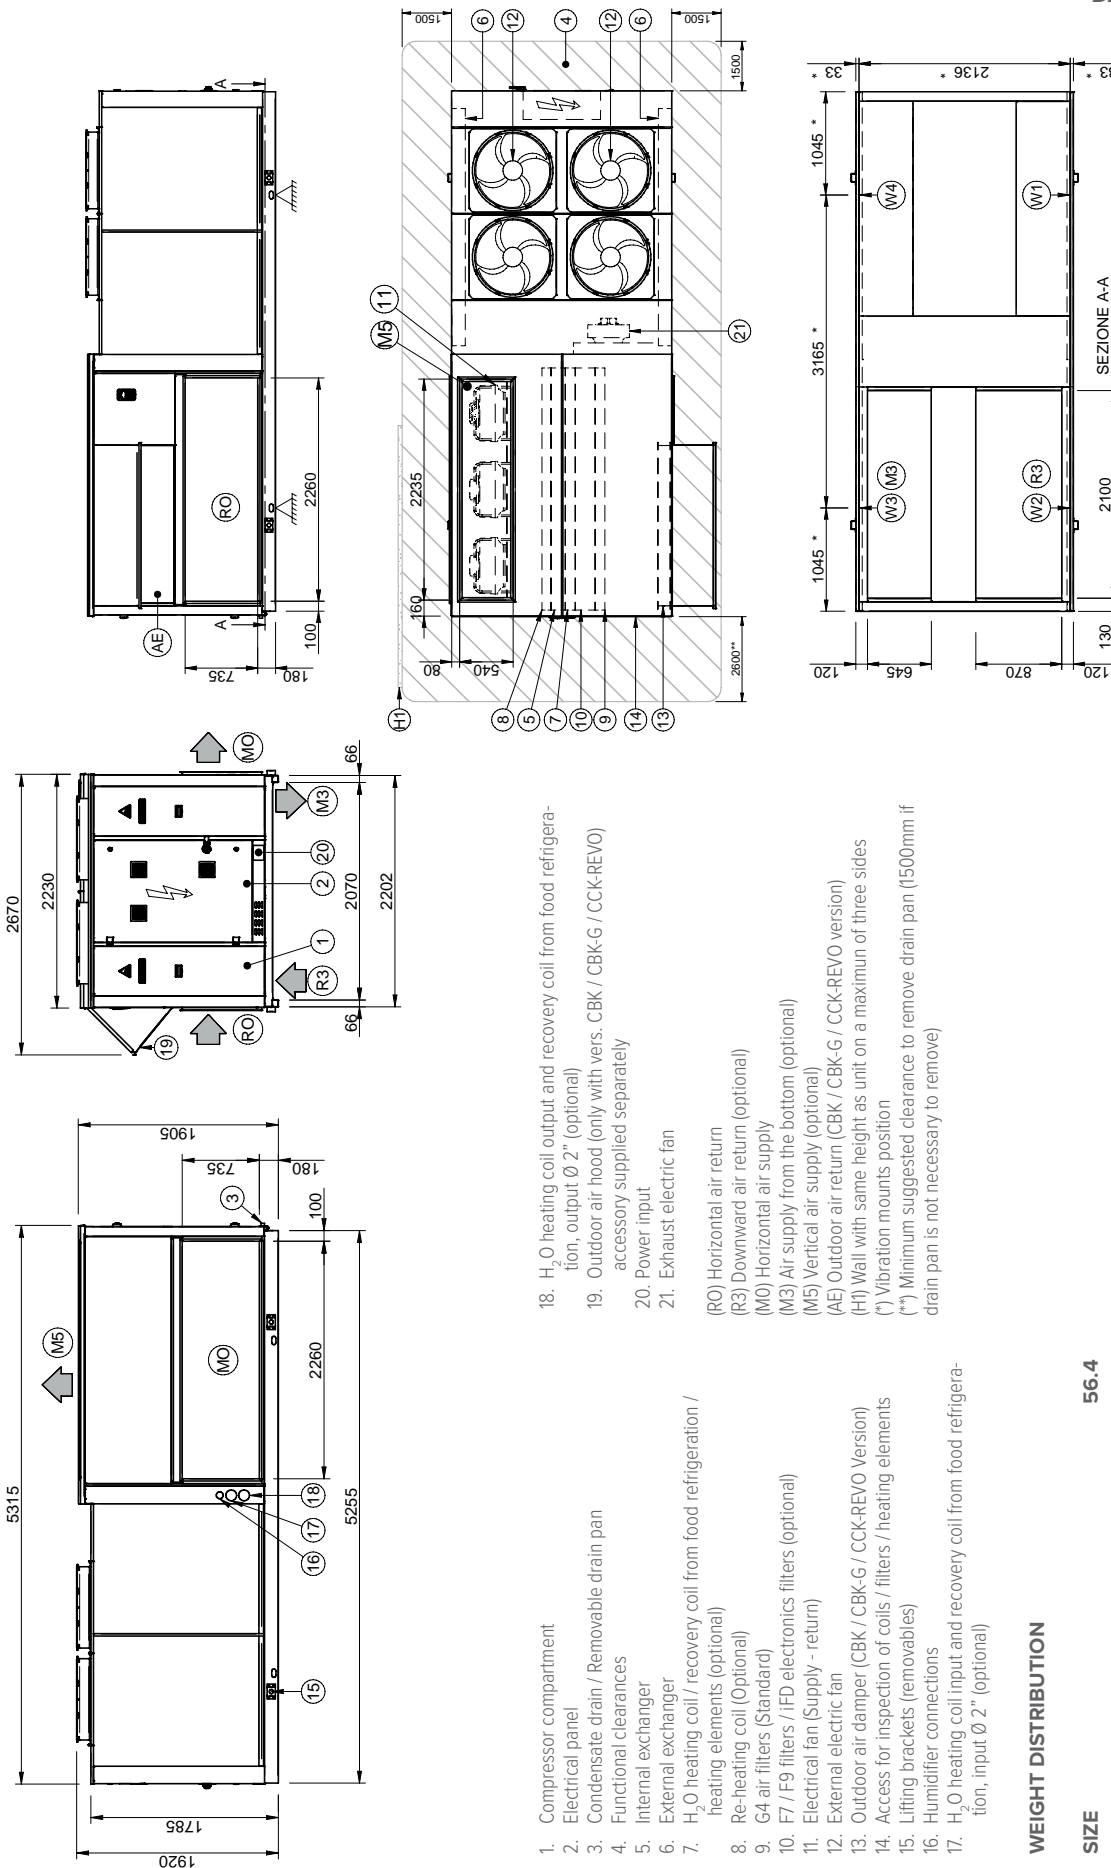 5315
M5
1920
1785
1905
735
180
MO
15
16
17
18
3
2260
100
5255
2670
2230
19
RO
MO
R3
1
2
20
M3
66
2070
66
2202
A
A
AE
RO
735
180
100
2260
1500
6
12
4
12
6
1500
1500
H1
M5
11
2235
160
80
540
2600**
8
5
7
10
9
14
13
21
1045 *
3165 *
1045 *
33 *
2136 *
W3
M3
W4
W2
R3
W1
120
645
870
120
130
2100
SEZIONE A-A
1. Compressor compartment
2. Electrical panel
3. Condensate drain / Removable drain pan
4. Functional clearances
5. Internal exchanger
6. External exchanger
7. H2O heating coil / recovery coil from food refrigeration /
heating elements (optional)
8. Re-heating coil (Optional)
9. G4 air filters (Standard)
10. F7 / F9 filters / iFD electronics filters (optional)
11. Electrical fan (Supply - return)
12. External electric fan
13. Outdoor air damper (CBK / CBK-G / CCK-REVO Version)
14. Access for inspection of coils / filters / heating elements
15. Lifting brackets (removables)
16. Humidifier connections
17. H2O heating coil input and recovery coil from food refrigera-
tion, input Ø 2” (optional)
18. H2O heating coil output and recovery coil from food refrigera-
tion, output Ø 2” (optional)
19. Outdoor air hood (only with vers. CBK / CBK-G / CCK-REVO)
accessory supplied separately
20. Power input
21. Exhaust electric fan
(RO) Horizontal air return
(R3) Downward air return (optional)
(M0) Horizontal air supply
(M3) Air supply from the bottom (optional)
(M5) Vertical air supply (optional)
(AE) Outdoor air return (CBK / CBK-G / CCK-REVO version)
(H1) Wall with same height as unit on a maximun of three sides
(*) Vibration mounts position
(**) Minimum suggested clearance to remove drain pan (1500mm if
drain pan is not necessary to remove)
WEIGHT DISTRIBUTION
SIZE 56.4